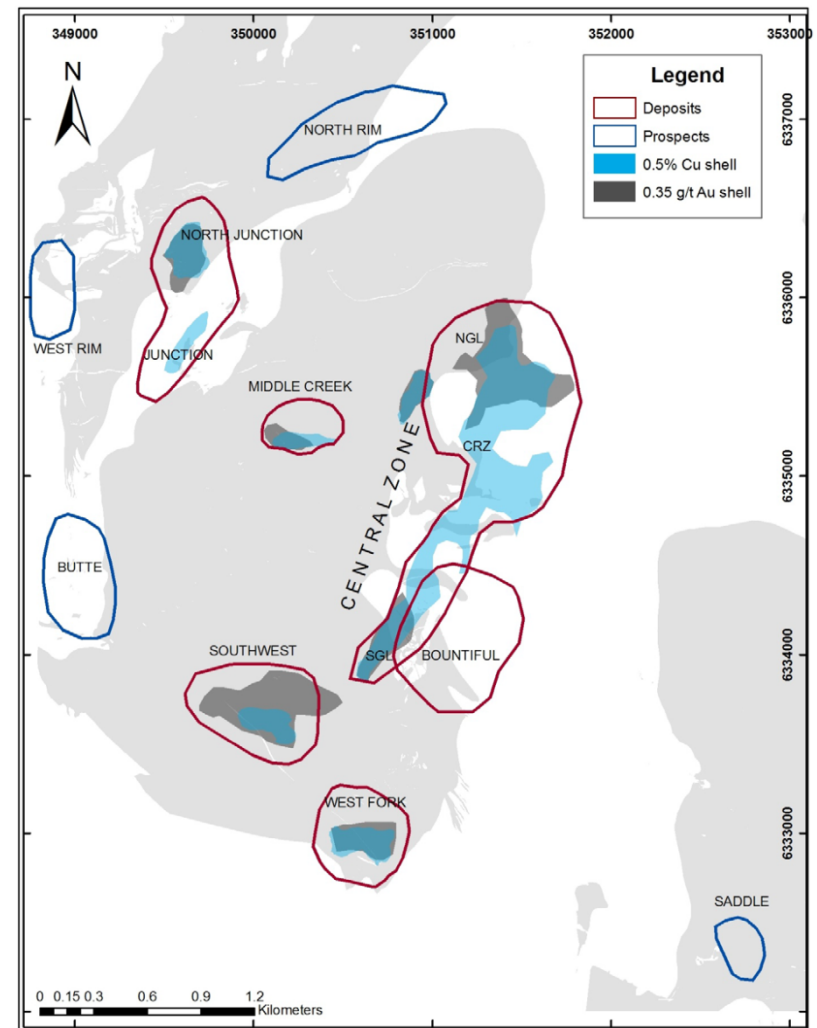 349000
350000
351000
352000
353000
N
Legend
Deposits
Prospects
0.5% Cu shell
0.35 g/t Au shell
6337000
NORTH RIM
NORTH JUNCTION
6336000
WEST RIM
JUNCTION
NGL
MIDDLE CREEK
CRZ
CENTRAL ZONE
6335000
BUTTE
SOUTHWEST
SGL
BOUNTIFUL
6334000
WEST FORK
6333000
SADDLE
0 0.15 0.3 0.6 0.9 1.2
Kilometers